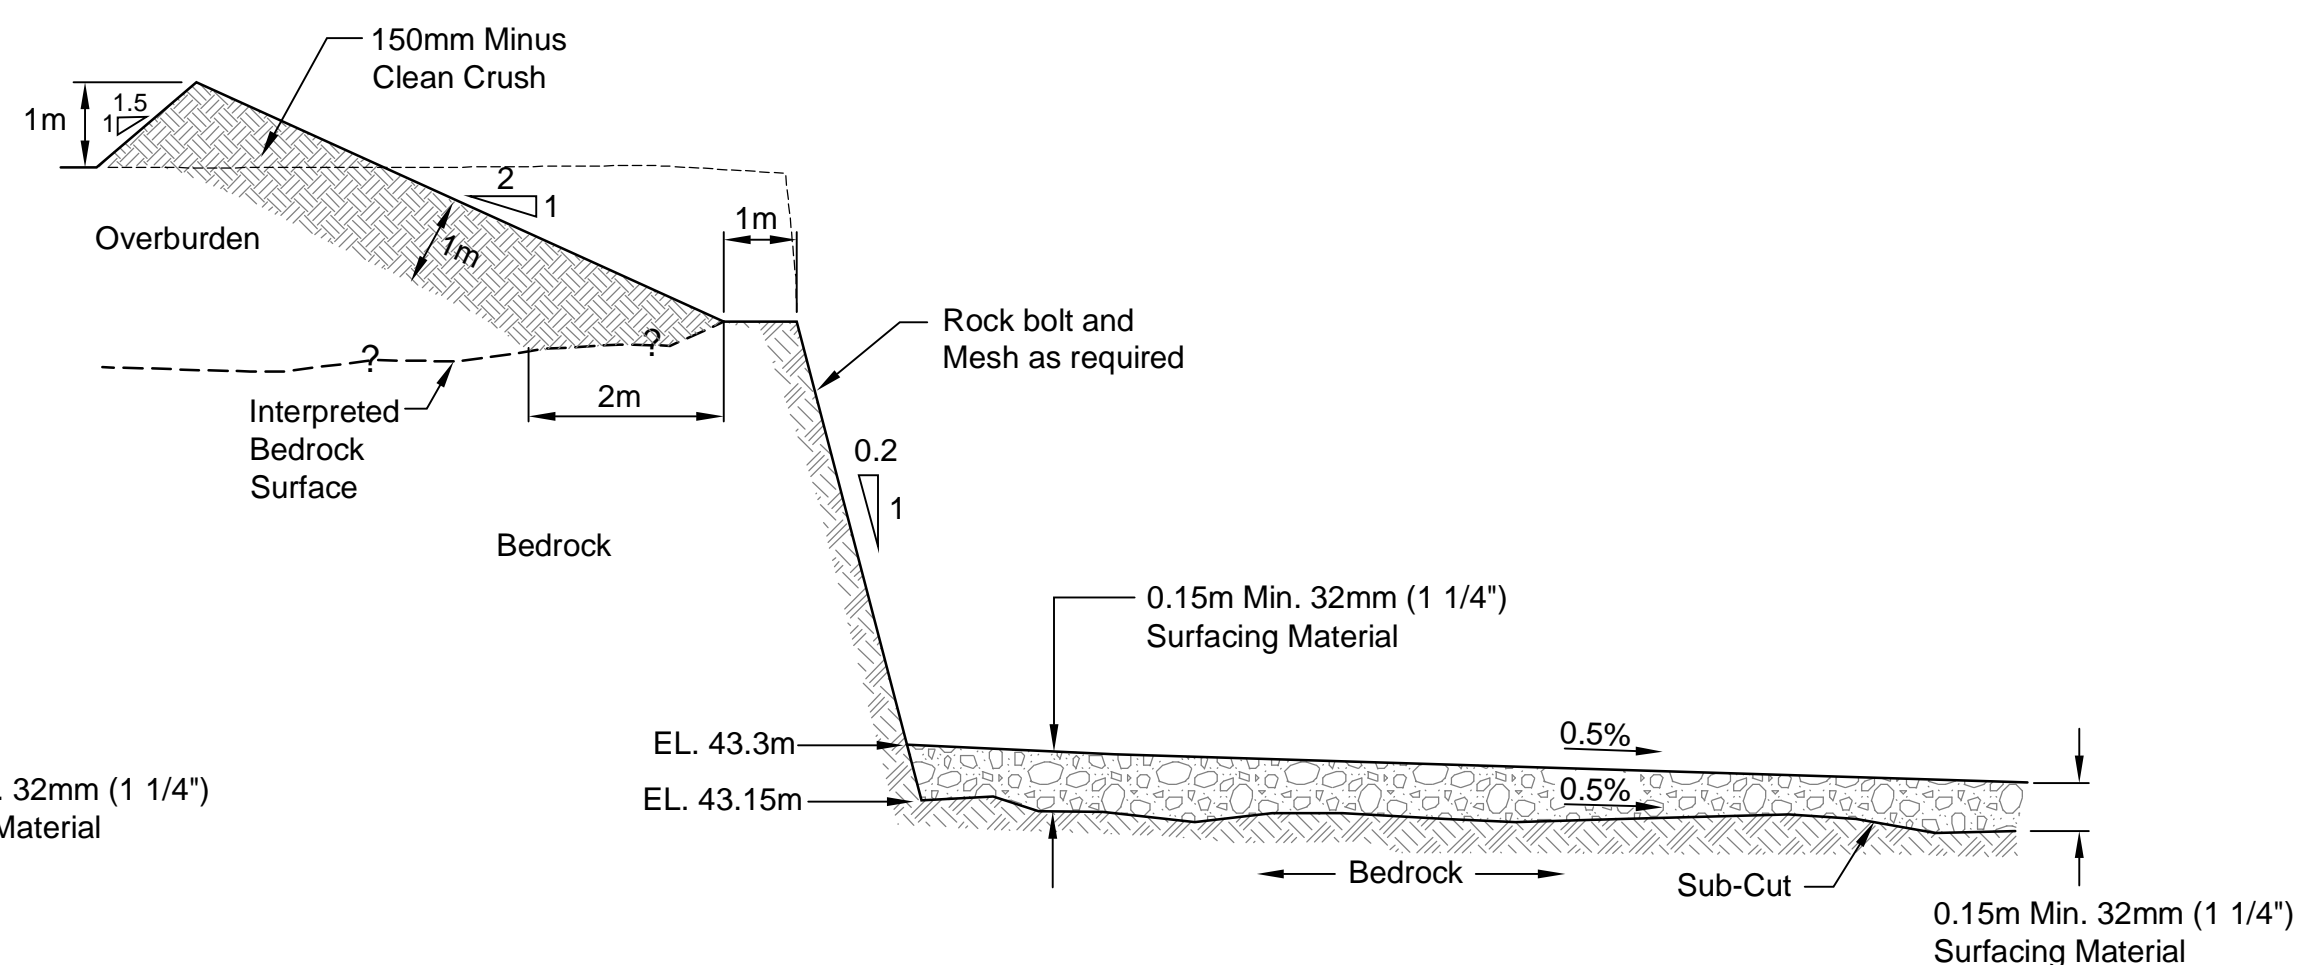 150mm Minus
Clean Crush
1m
1.5
1
2
1
1m
Overburden
1m
?
?
Rock bolt and
Mesh as required
2m
Interpreted
Bedrock
Surface
0.2
1
Bedrock
0.15m Min. 32mm (1 1/4")
Surfacing Material
EL. 43.3m
0.5%
EL. 43.15m
0.5%
. 32mm (1 1/4")
Material
Bedrock
Sub-Cut
0.15m Min. 32mm (1 1/4")
Surfacing Material